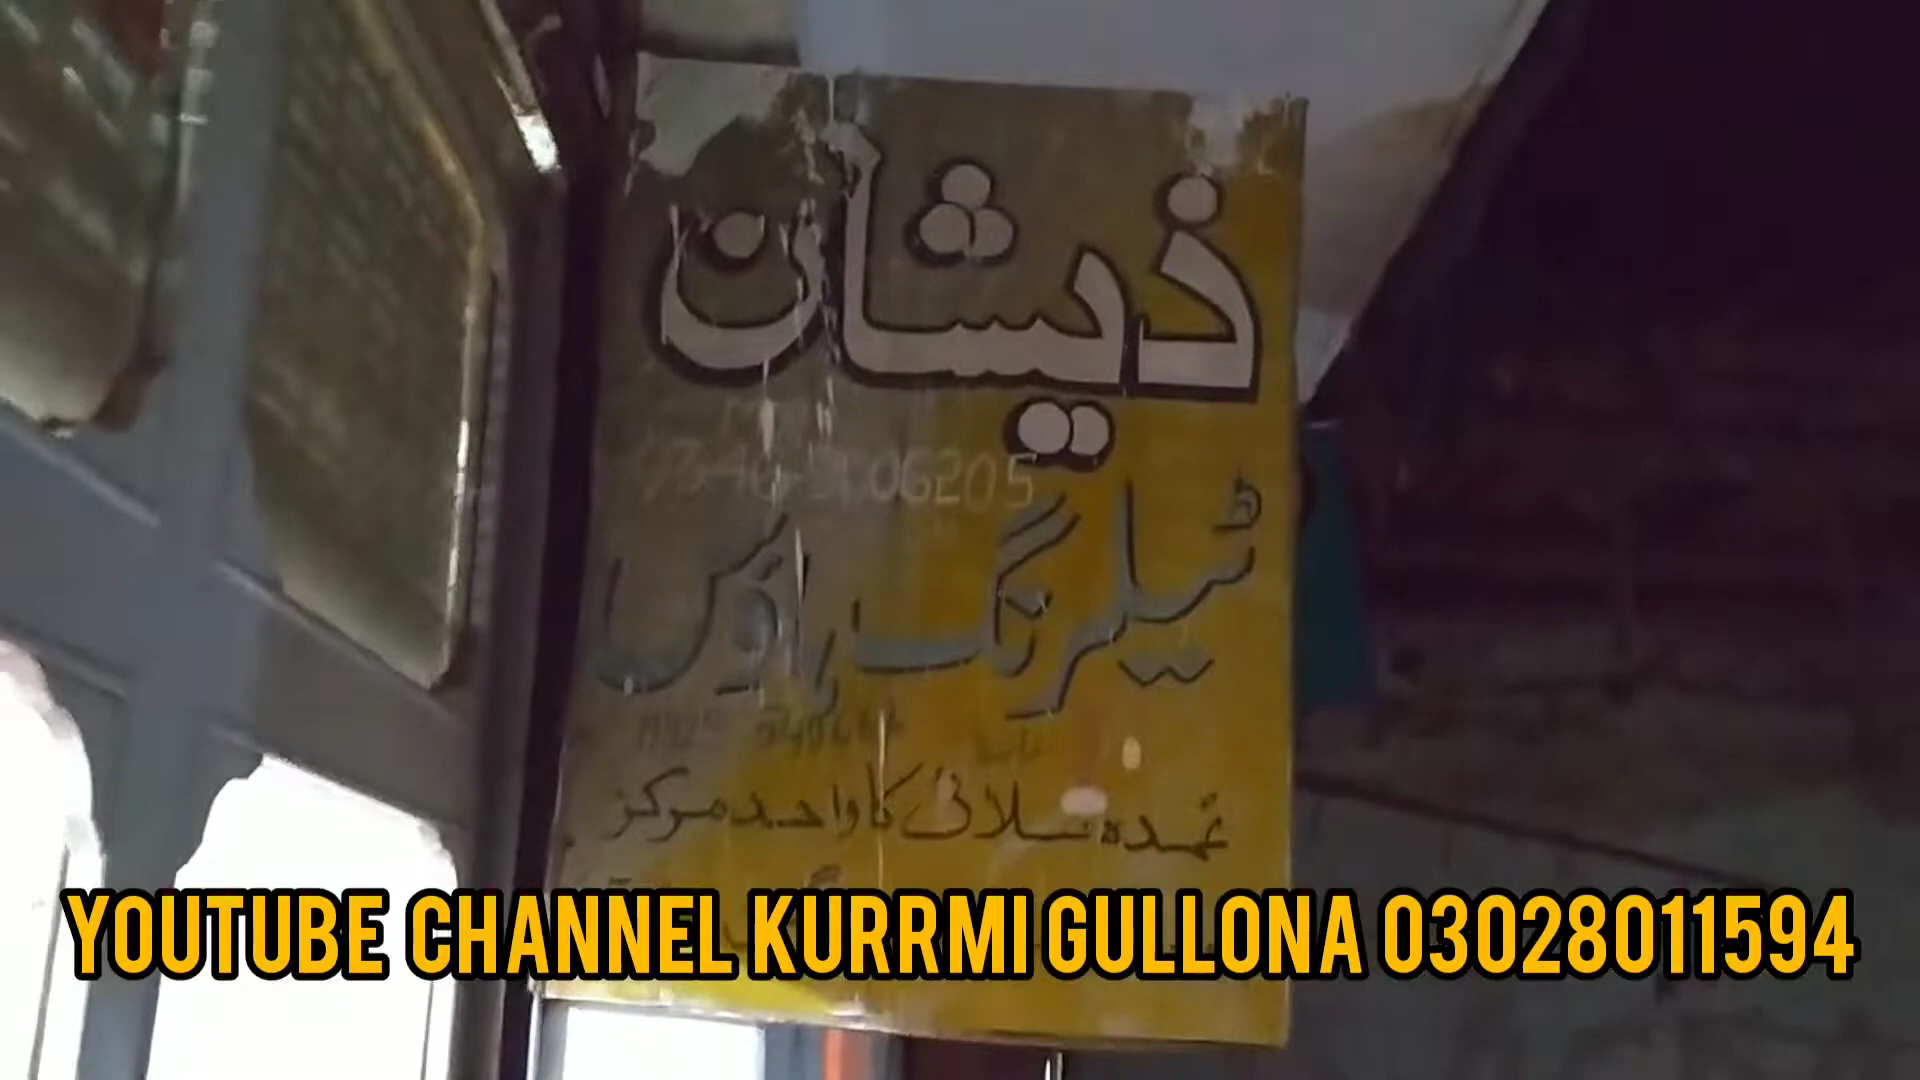 ذیشان
ٹیلرنگ ہاؤس
عمدہ سلائی کا واحد مرکز
YOUTUBE CHANNEL KURRMI GULLONA 03028011594